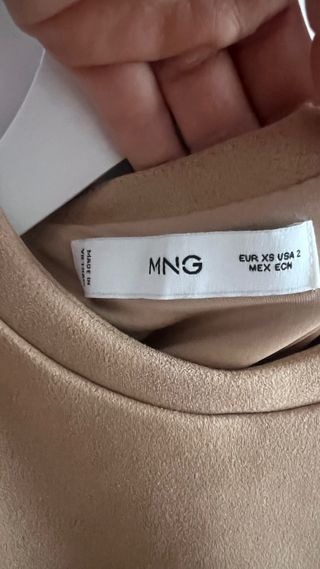 MADE IN
MNG
EUR XS USA 2
MEX ECH